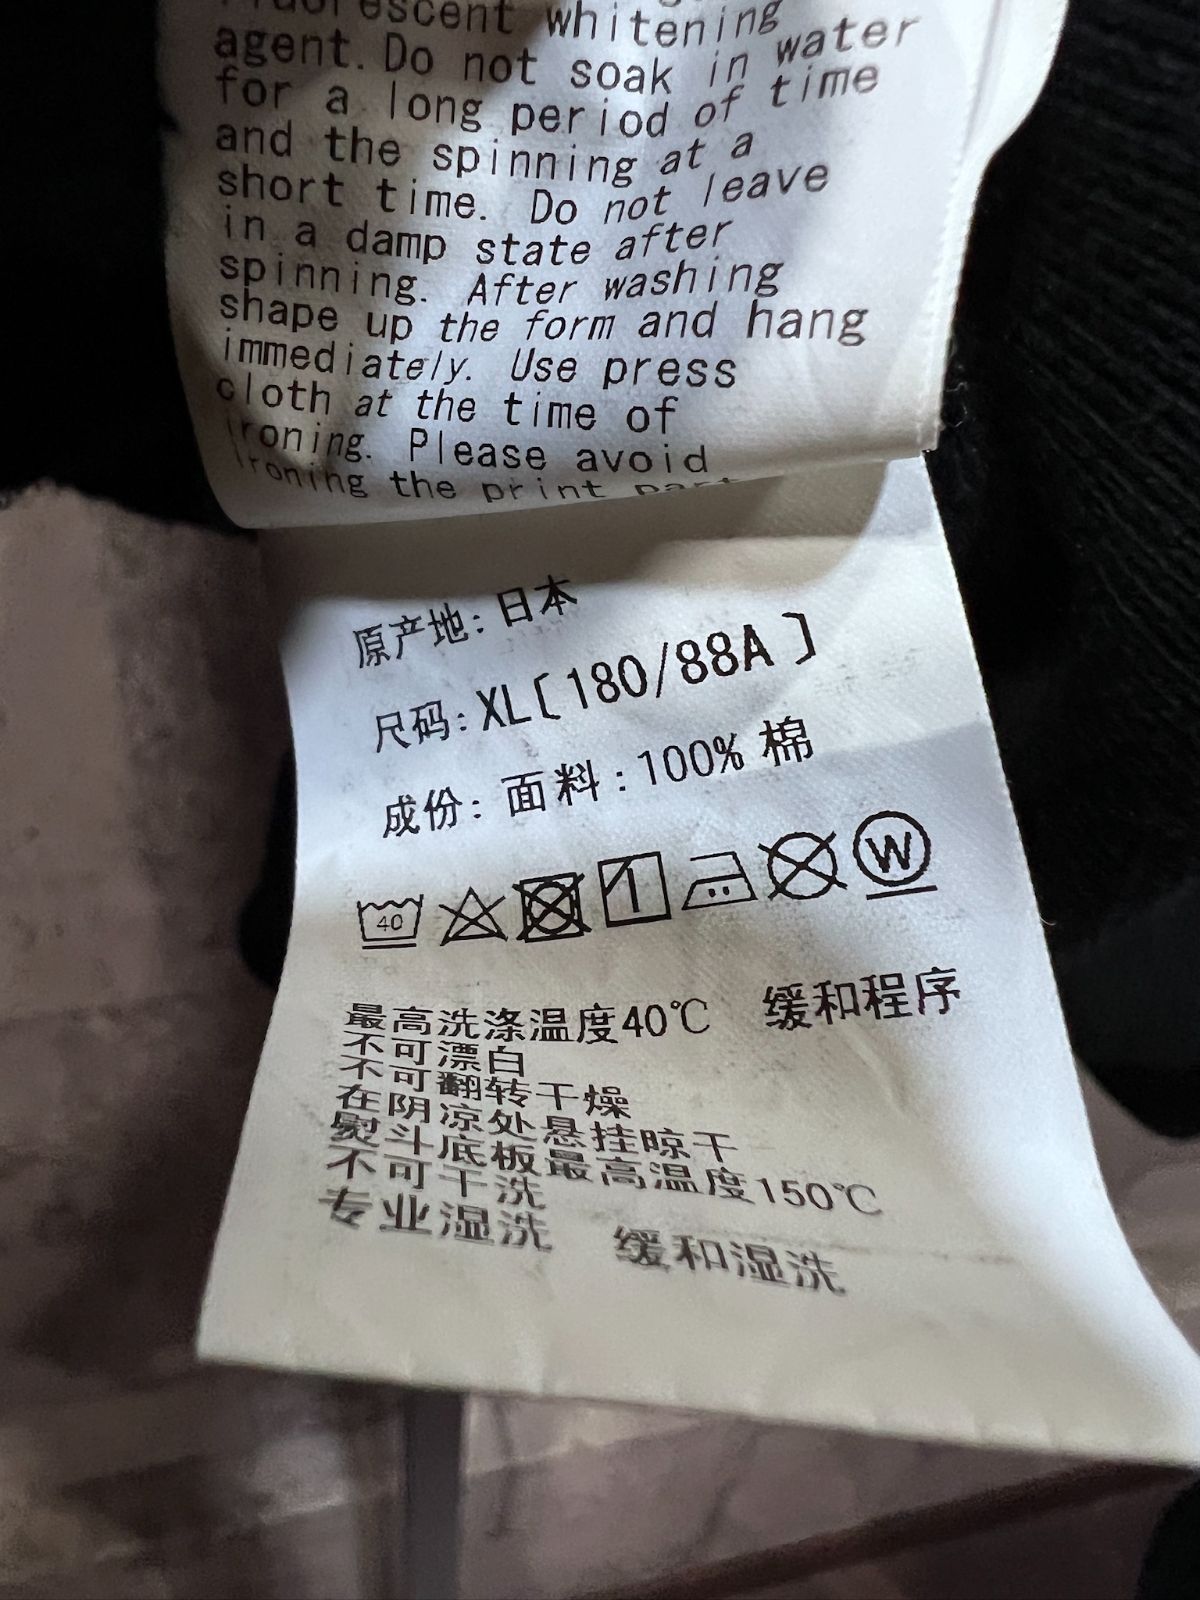 Fluorescent whitening
agent. Do not soak in water
for a long period of time
and the spinning at a
short time. Do not leave
in a damp state after
spinning. After washing
shape up the form and hang
immediately. Use press
cloth at the time of
ironing. Please avoid
ironing the print part
原产地: 日本
尺码: XL〔180/88A〕
成份: 面料: 100% 棉
40 W
最高洗涤温度40℃ 缓和程序
不可漂白
不可翻转干燥
在阴凉处悬挂晾干
熨斗底板最高温度150℃
不可干洗
专业湿洗 缓和湿洗